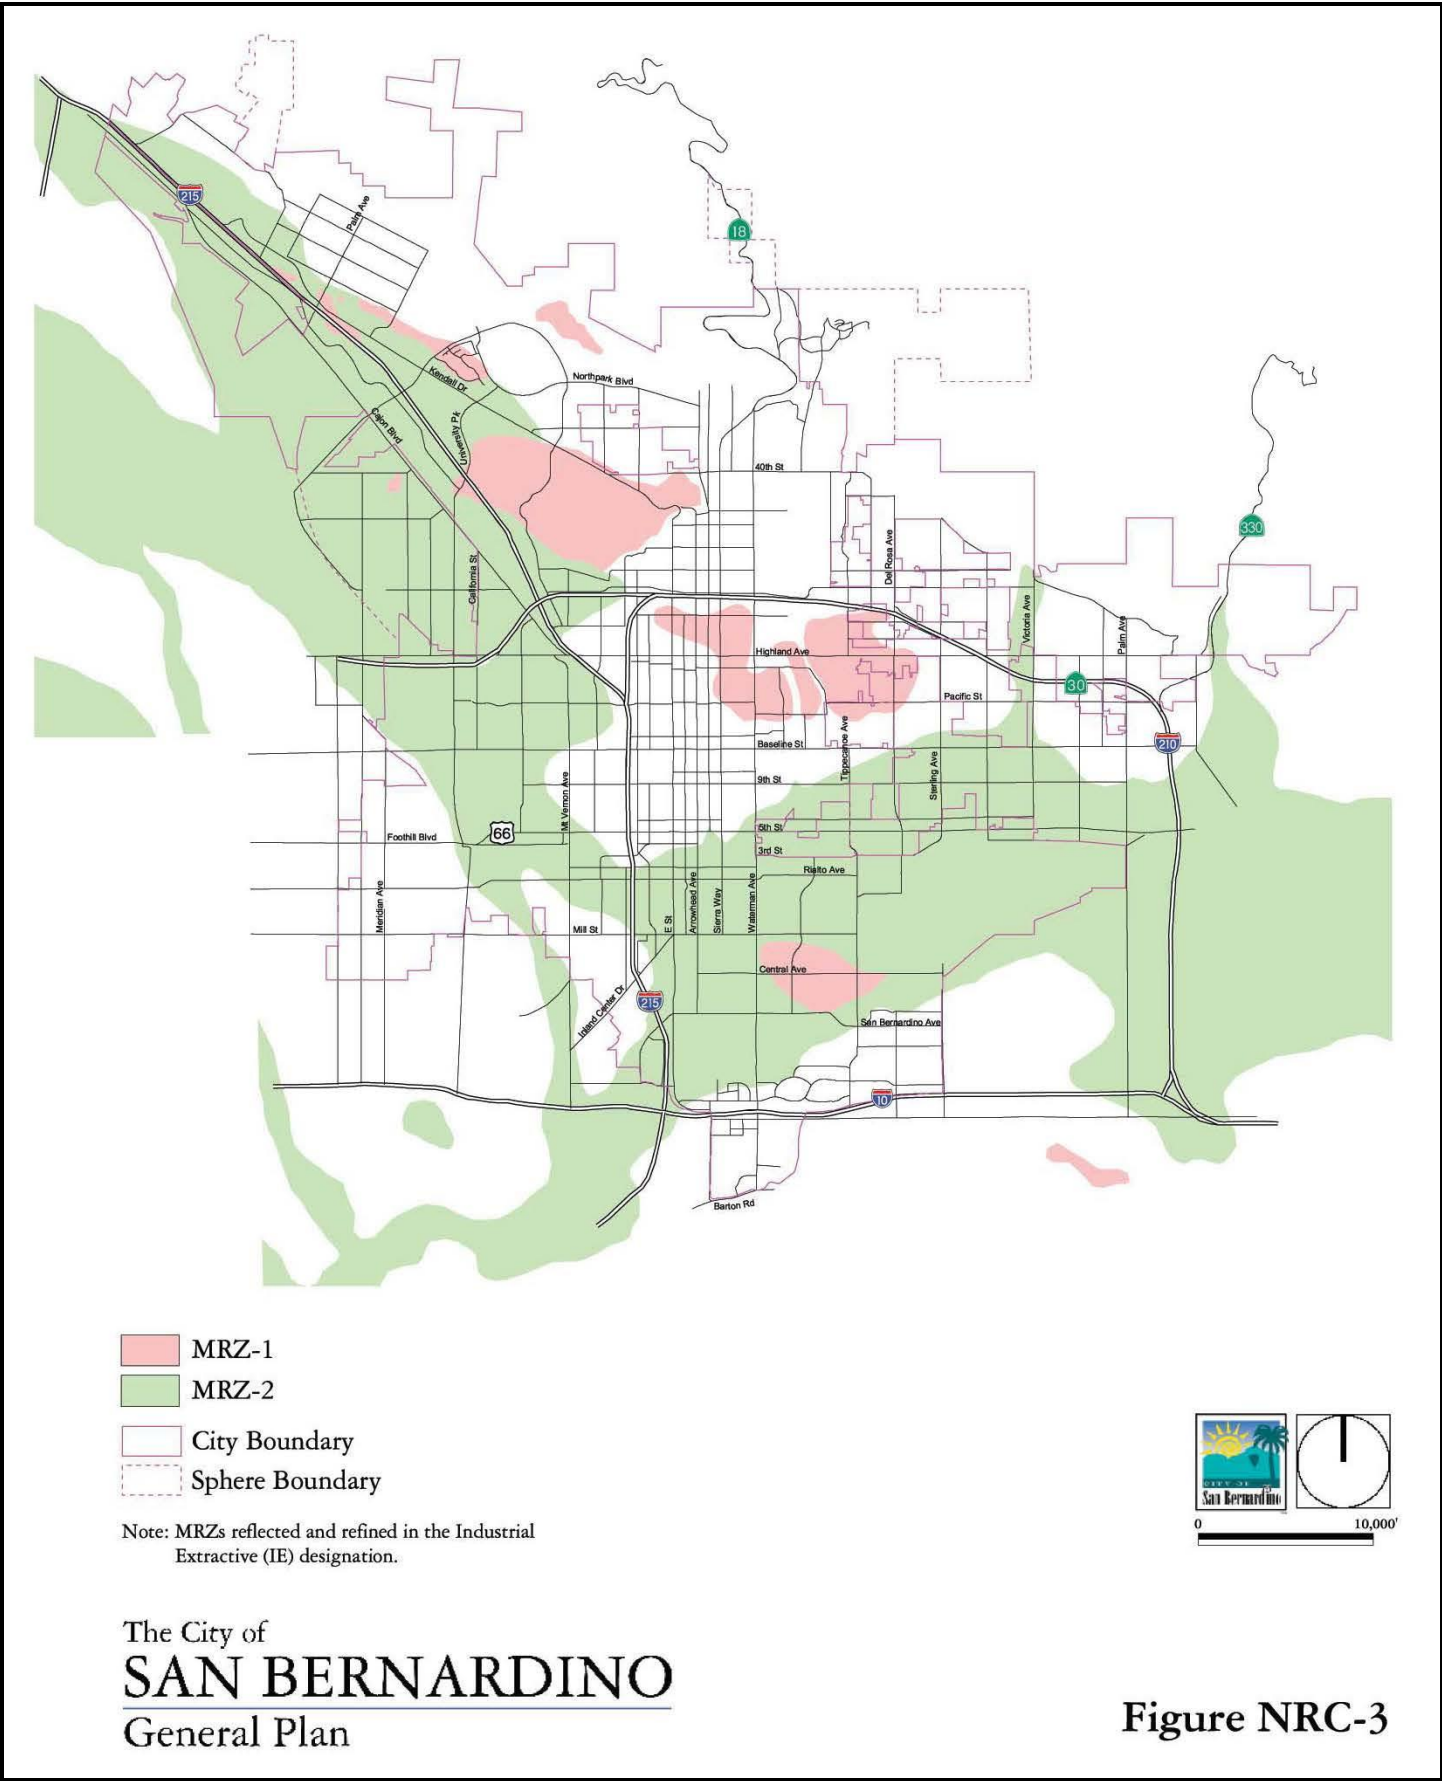 18
215
Palm Ave
Northpark Blvd
Kendall Dr
Cajon Blvd
University Pk
40th St
330
Del Rosa Ave
California St
Victoria Ave
Palm Ave
Highland Ave
30
Pacific St
Baseline St
Tippecanoe Ave
210
Sterling Ave
9th St
Mt Vernon Ave
66
5th St
Foothill Blvd
3rd St
Rialto Ave
Meridian Ave
E St
Arrowhead Ave
Sierra Way
Waterman Ave
Mill St
Central Ave
215
Inland Center Dr
San Bernardino Ave
10
Barton Rd
MRZ-1
MRZ-2
City Boundary
Sphere Boundary
Note: MRZs reflected and refined in the Industrial
Extractive (IE) designation.
CITY OF
San Bernardino
0 10,000'
The City of
SAN BERNARDINO
General Plan
Figure NRC-3